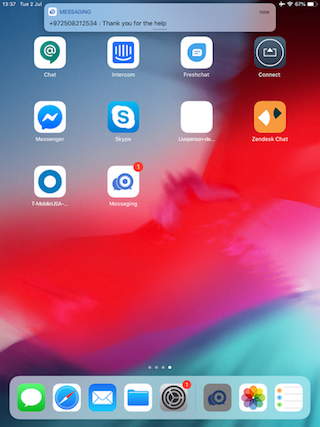 13:37 Tue 2 Jul 67%
MESSAGING now
+972508212534 : Thank you for the help
Chat Intercom Freshchat Connect
Messenger Skype Liveperson-de... Zendesk Chat
1
T-MobileUSA-... Messaging
1